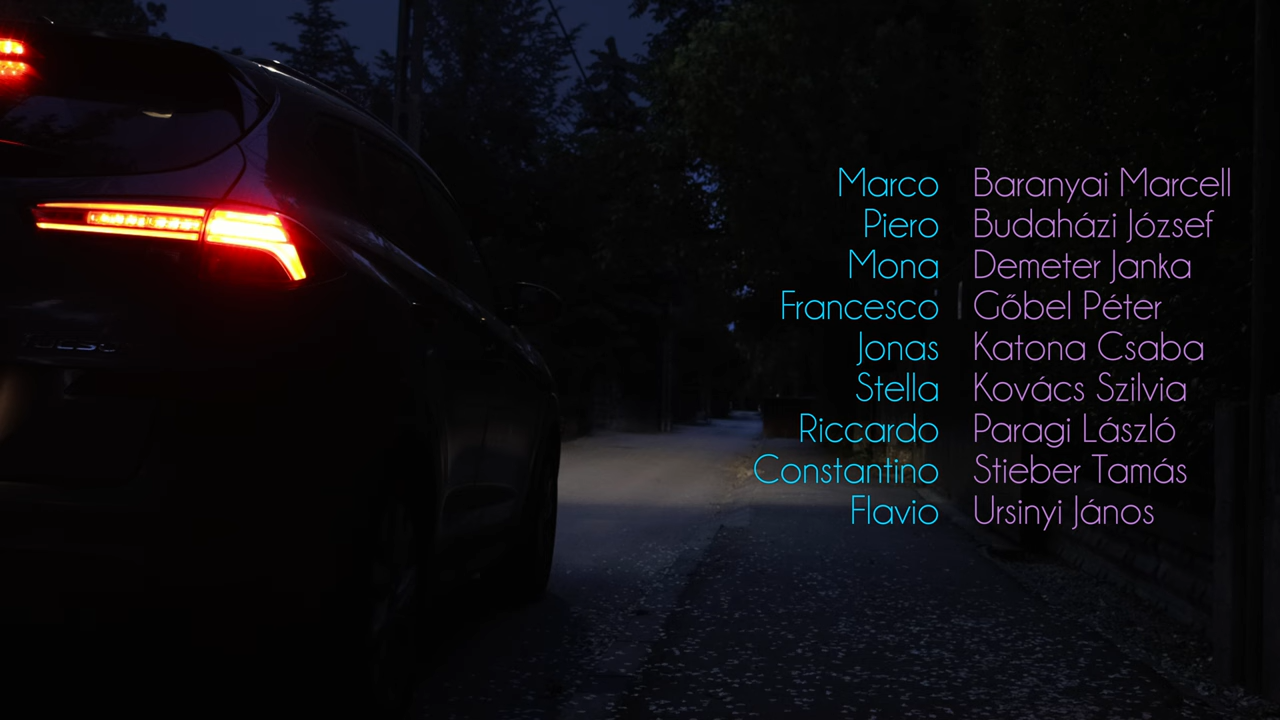 Marco Baranyai Marcell
Piero Budaházi József
Mona Demeter Janka
Francesco Gőbel Péter
Jonas Katona Csaba
Stella Kovács Szilvia
Riccardo Paragi László
Constantino Stieber Tamás
Flavio Ursinyi János